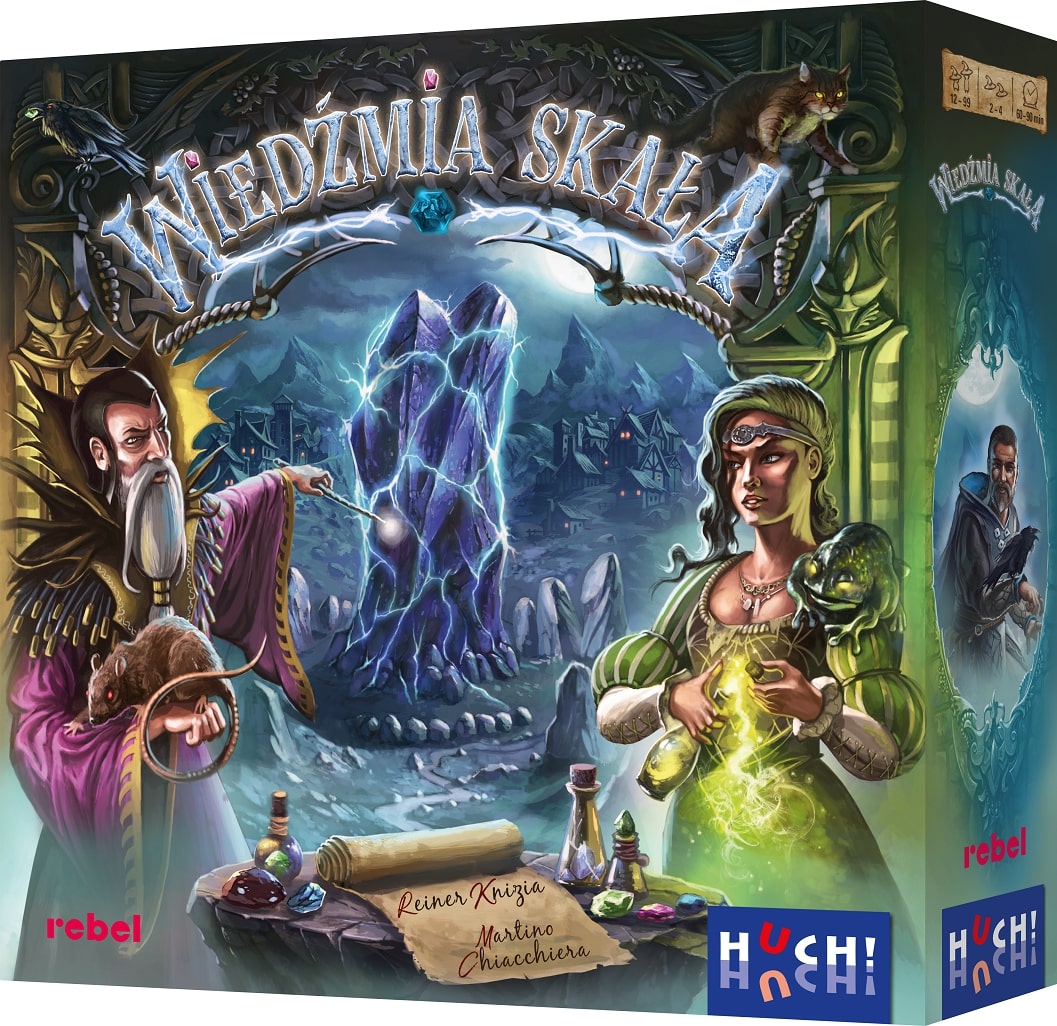 WIEDŹMIA SKAŁA
12-99
2-4
60-90 min
WIEDŹMIA SKAŁA
Reiner Knizia
Martino
Chiacchiera
rebel
rebel
HUCH!
HUCH!